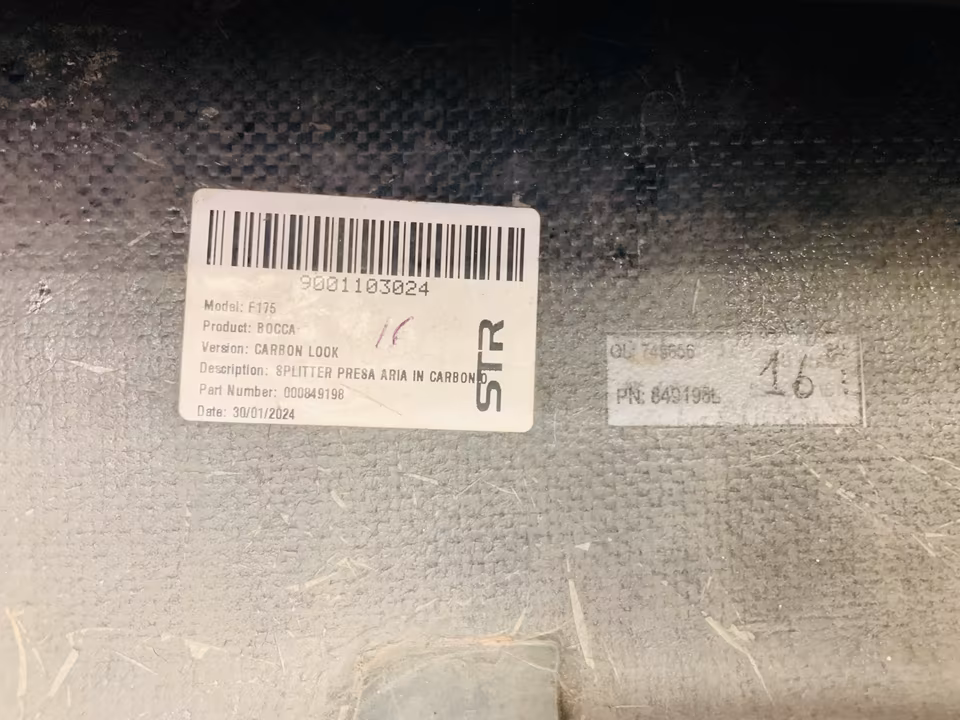 9001103024
Model: F175
Product: BOCCA
Version: CARBON LOOK
Description: SPLITTER PRESA ARIA IN CARBONIO
Part Number: 000849198
Date: 30/01/2024
16
STR
16
PN: